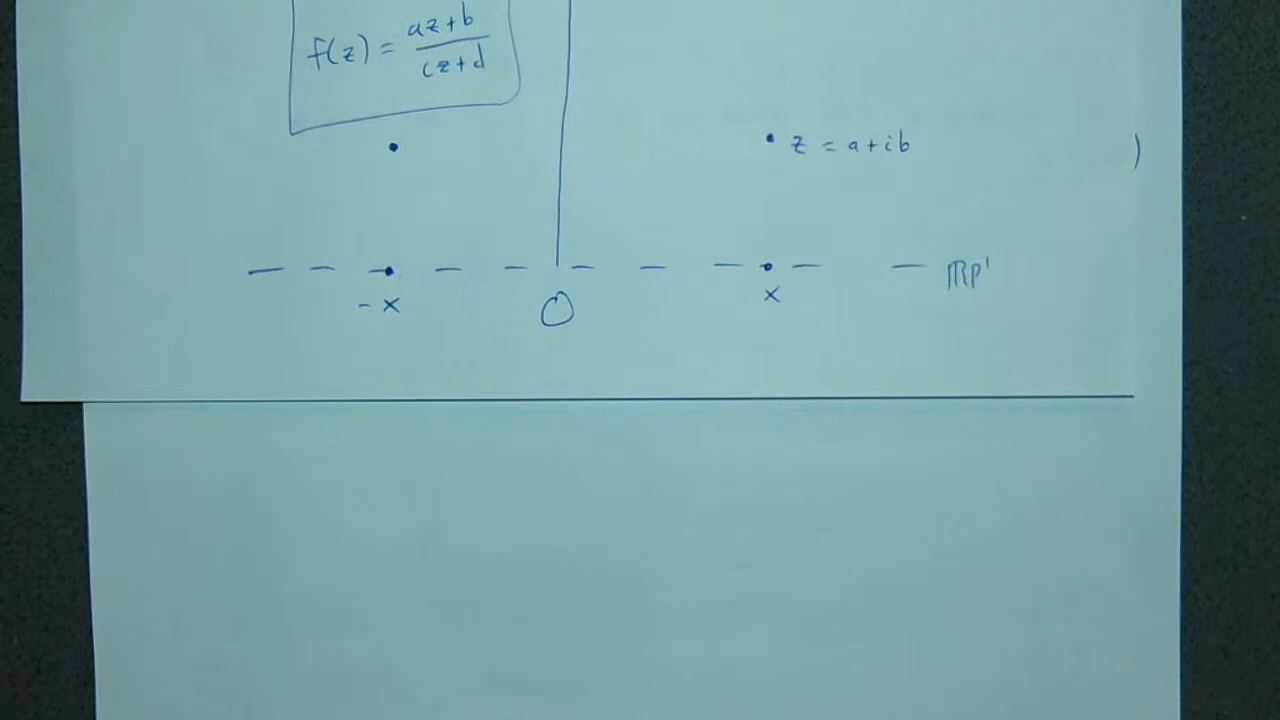 f(z) = az+b
cz+d
z = a+ib
)
ℝP¹
-x
0
x